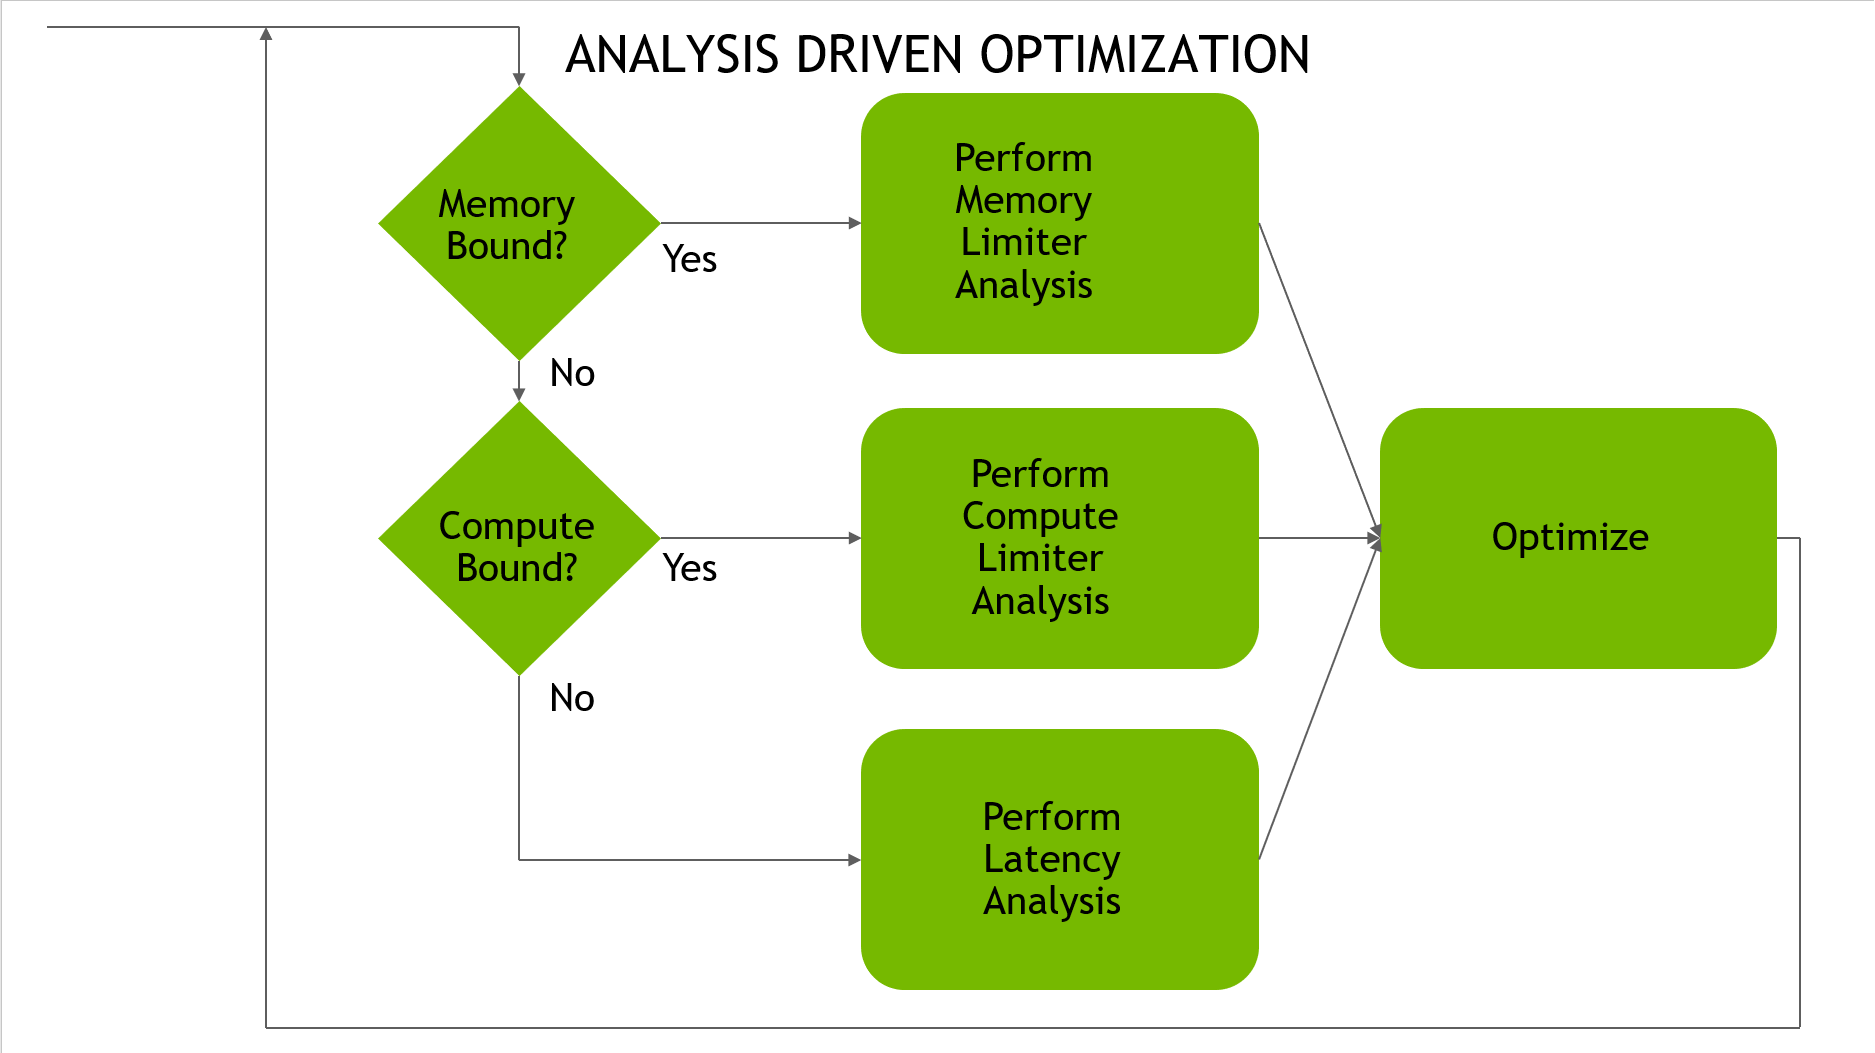 ANALYSIS DRIVEN OPTIMIZATION
Memory
Bound?
Yes
Perform
Memory
Limiter
Analysis
No
Compute
Bound?
Yes
Perform
Compute
Limiter
Analysis
Optimize
No
Perform
Latency
Analysis